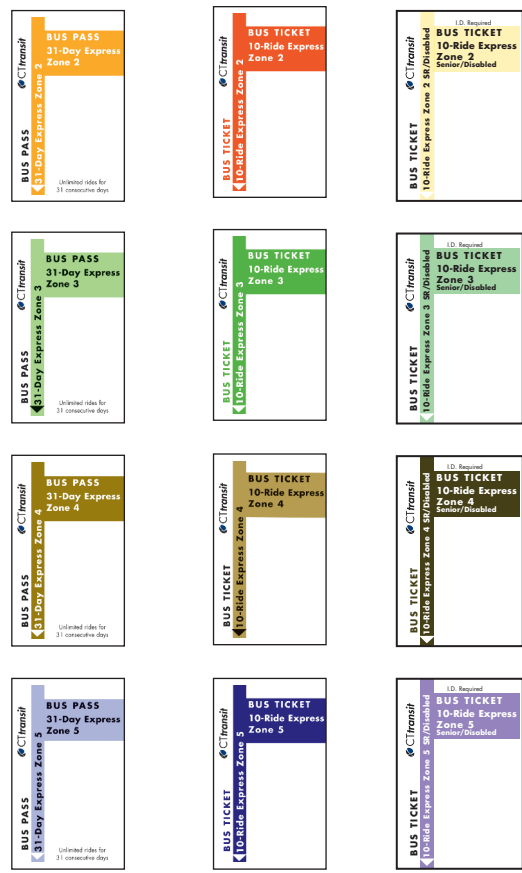 BUS PASS
31-Day Express
Zone 2
CTtransit
BUS PASS
31-Day Express Zone 2
Unlimited rides for
31 consecutive days
BUS TICKET
10-Ride Express
Zone 2
CTtransit
BUS TICKET
10-Ride Express Zone 2
I.D. Required
BUS TICKET
10-Ride Express
Zone 2
Senior/Disabled
CTtransit
BUS TICKET
10-Ride Express Zone 2 SR/Disabled
BUS PASS
31-Day Express
Zone 3
CTtransit
BUS PASS
31-Day Express Zone 3
Unlimited rides for
31 consecutive days
BUS TICKET
10-Ride Express
Zone 3
CTtransit
BUS TICKET
10-Ride Express Zone 3
I.D. Required
BUS TICKET
10-Ride Express
Zone 3
Senior/Disabled
CTtransit
BUS TICKET
10-Ride Express Zone 3 SR/Disabled
BUS PASS
31-Day Express
Zone 4
CTtransit
BUS PASS
31-Day Express Zone 4
Unlimited rides for
31 consecutive days
BUS TICKET
10-Ride Express
Zone 4
CTtransit
BUS TICKET
10-Ride Express Zone 4
I.D. Required
BUS TICKET
10-Ride Express
Zone 4
Senior/Disabled
CTtransit
BUS TICKET
10-Ride Express Zone 4 SR/Disabled
BUS PASS
31-Day Express
Zone 5
CTtransit
BUS PASS
31-Day Express Zone 5
Unlimited rides for
31 consecutive days
BUS TICKET
10-Ride Express
Zone 5
CTtransit
BUS TICKET
10-Ride Express Zone 5
I.D. Required
BUS TICKET
10-Ride Express
Zone 5
Senior/Disabled
CTtransit
BUS TICKET
10-Ride Express Zone 5 SR/Disabled